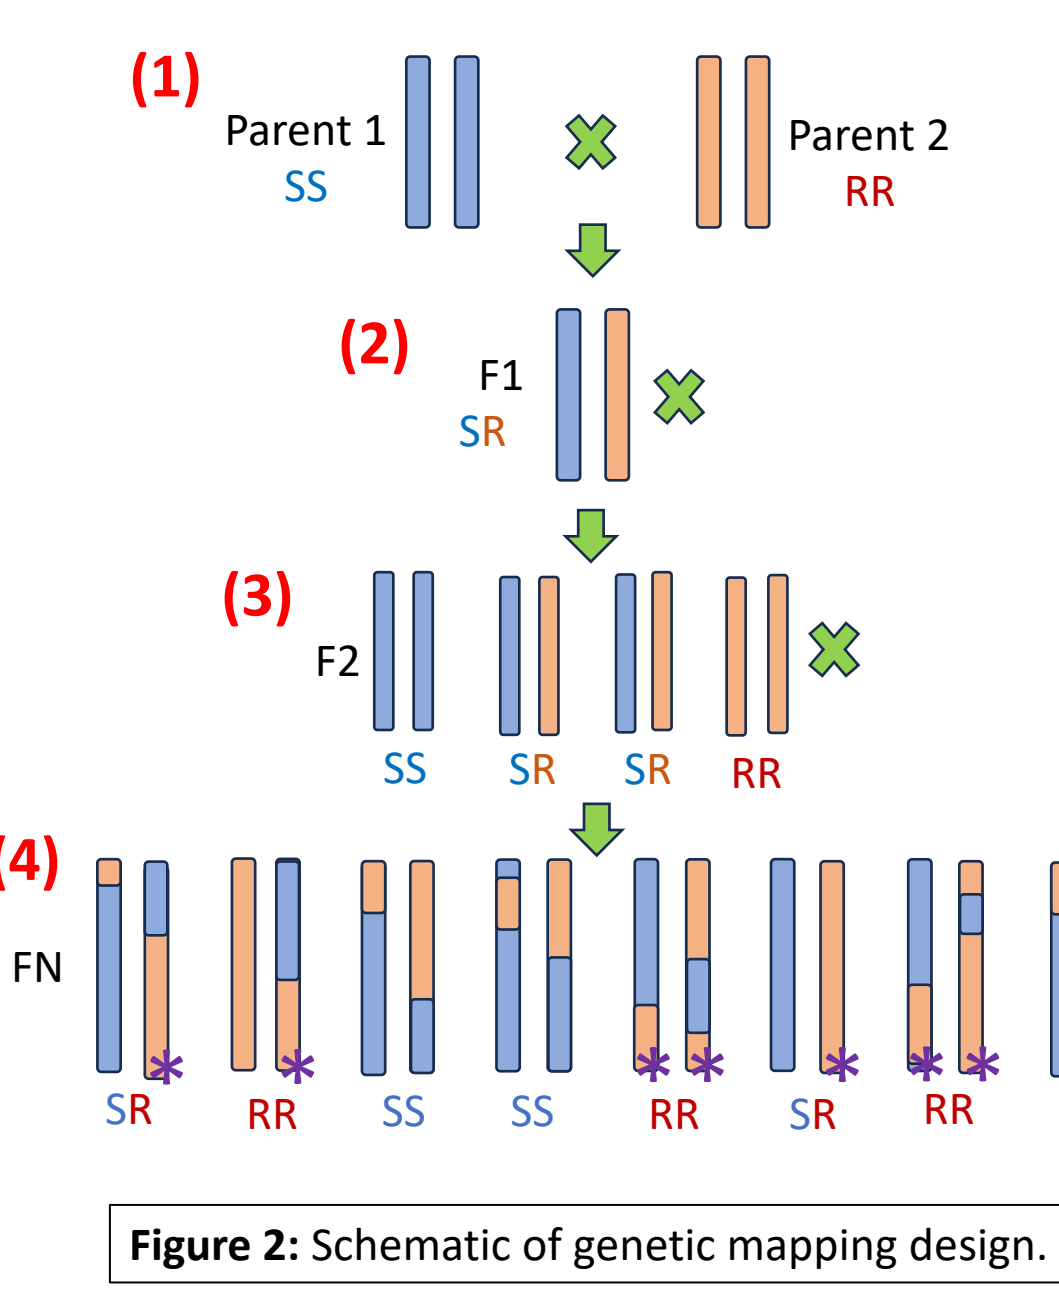 (1)
Parent 1
SS
Parent 2
RR
(2)
F1
SR
(3)
F2
SS SR SR RR
(4)
FN
* * * * * * *
SR RR SS SS RR SR RR
Figure 2: Schematic of genetic mapping design.